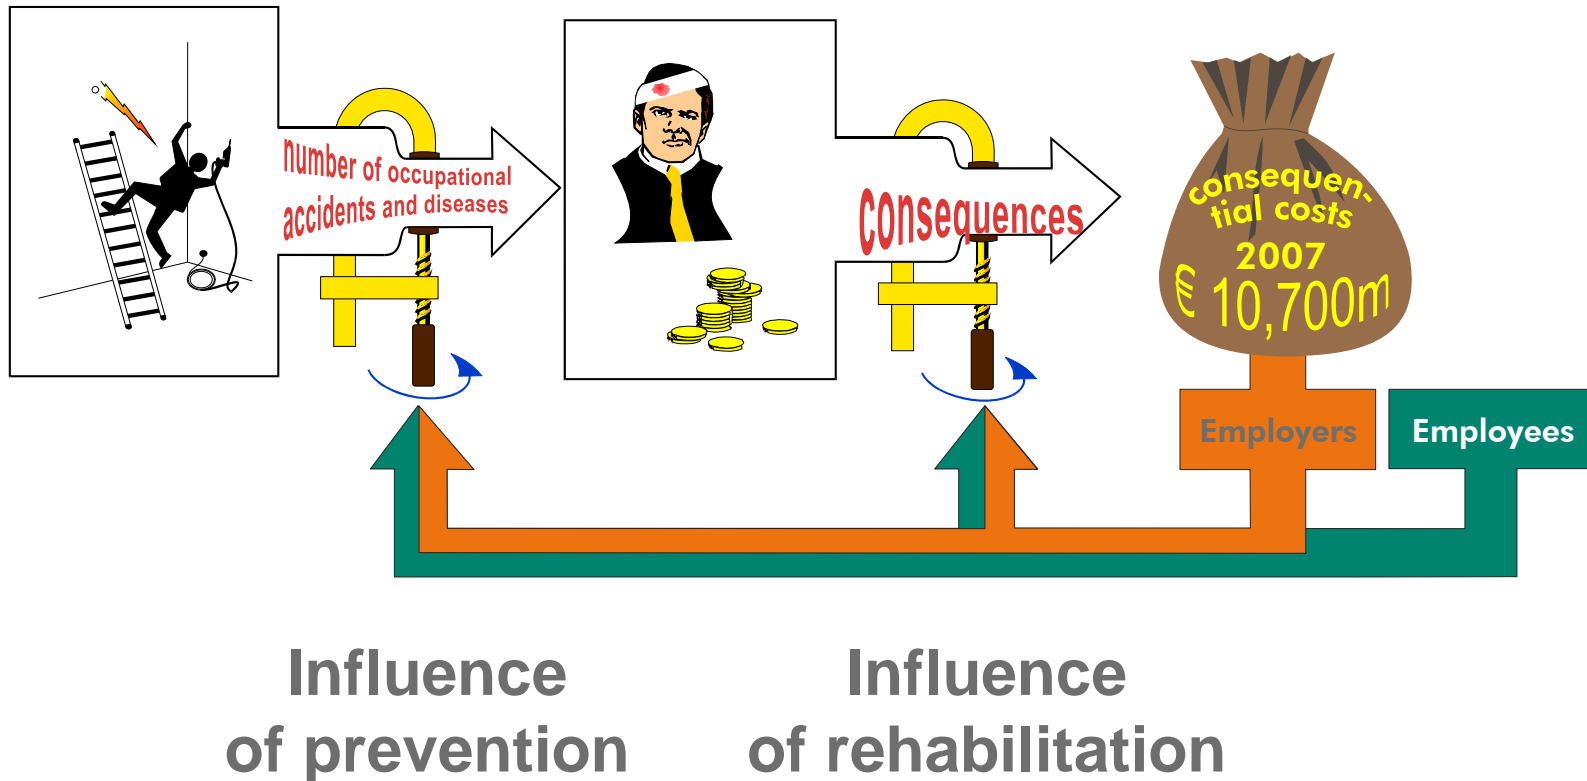 number of occupational
accidents and diseases
consequences
consequen-
tial costs
2007
€ 10,700m
Employers
Employees
Influence
of prevention
Influence
of rehabilitation